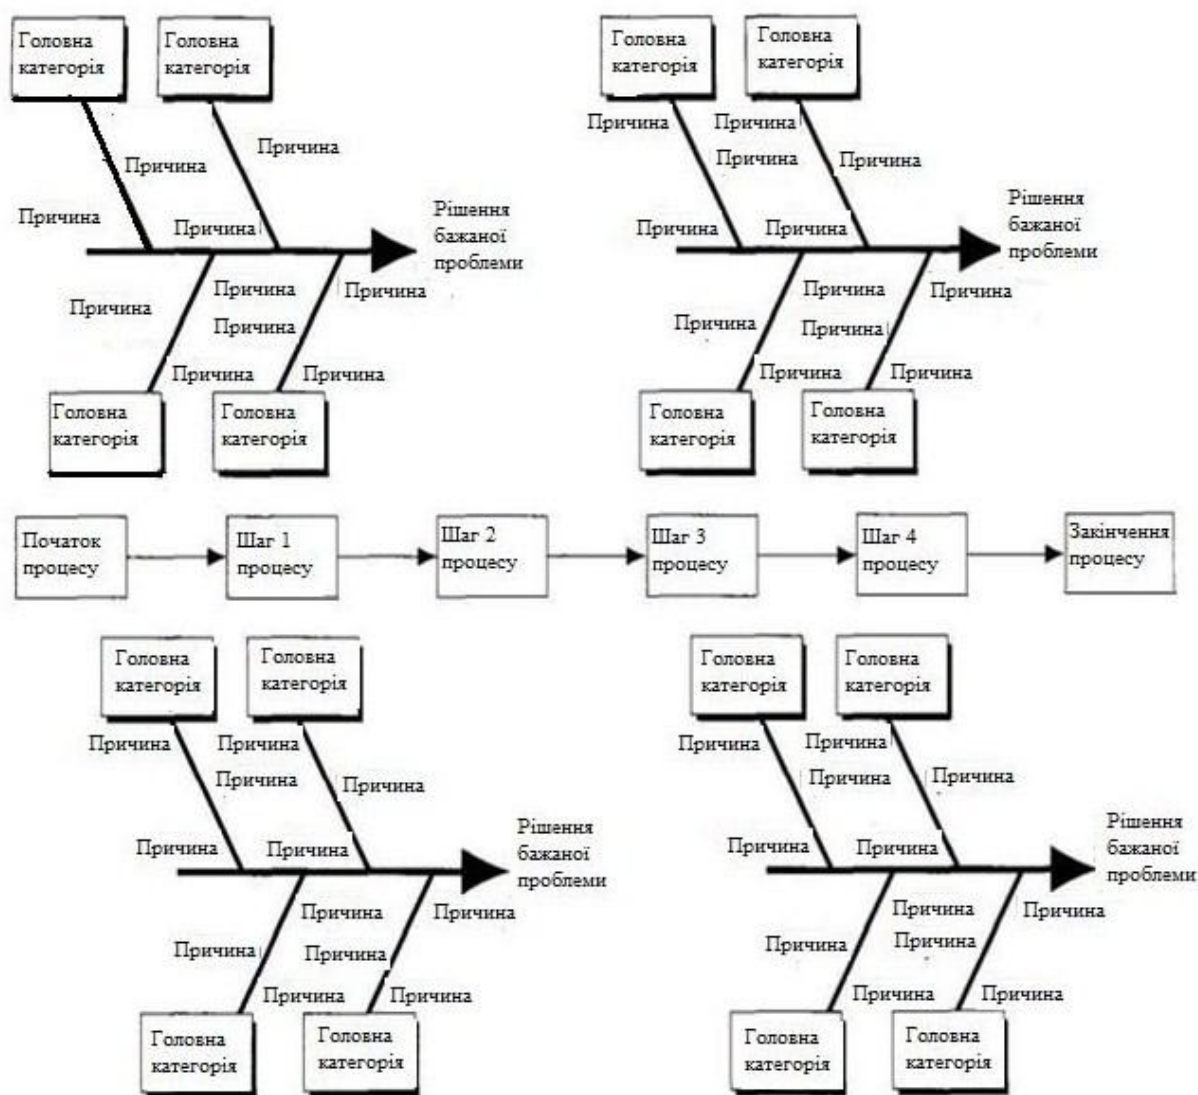 Головна
категорія
Головна
категорія
Причина
Причина
Причина
Причина
Рішення
бажаної
проблеми
Причина
Причина
Причина
Причина
Причина
Причина
Головна
категорія
Головна
категорія
Головна
категорія
Головна
категорія
Причина
Причина
Причина
Причина
Причина
Причина
Рішення
бажаної
проблеми
Причина
Причина
Причина
Причина
Причина
Причина
Головна
категорія
Головна
категорія
Початок
процесу
Шаг 1
процесу
Шаг 2
процесу
Шаг 3
процесу
Шаг 4
процесу
Закінчення
процесу
Головна
категорія
Головна
категорія
Причина
Причина
Причина
Причина
Причина
Причина
Рішення
бажаної
проблеми
Причина
Причина
Причина
Причина
Причина
Причина
Головна
категорія
Головна
категорія
Головна
категорія
Головна
категорія
Причина
Причина
Причина
Причина
Причина
Причина
Рішення
бажаної
проблеми
Причина
Причина
Причина
Причина
Причина
Причина
Головна
категорія
Головна
категорія